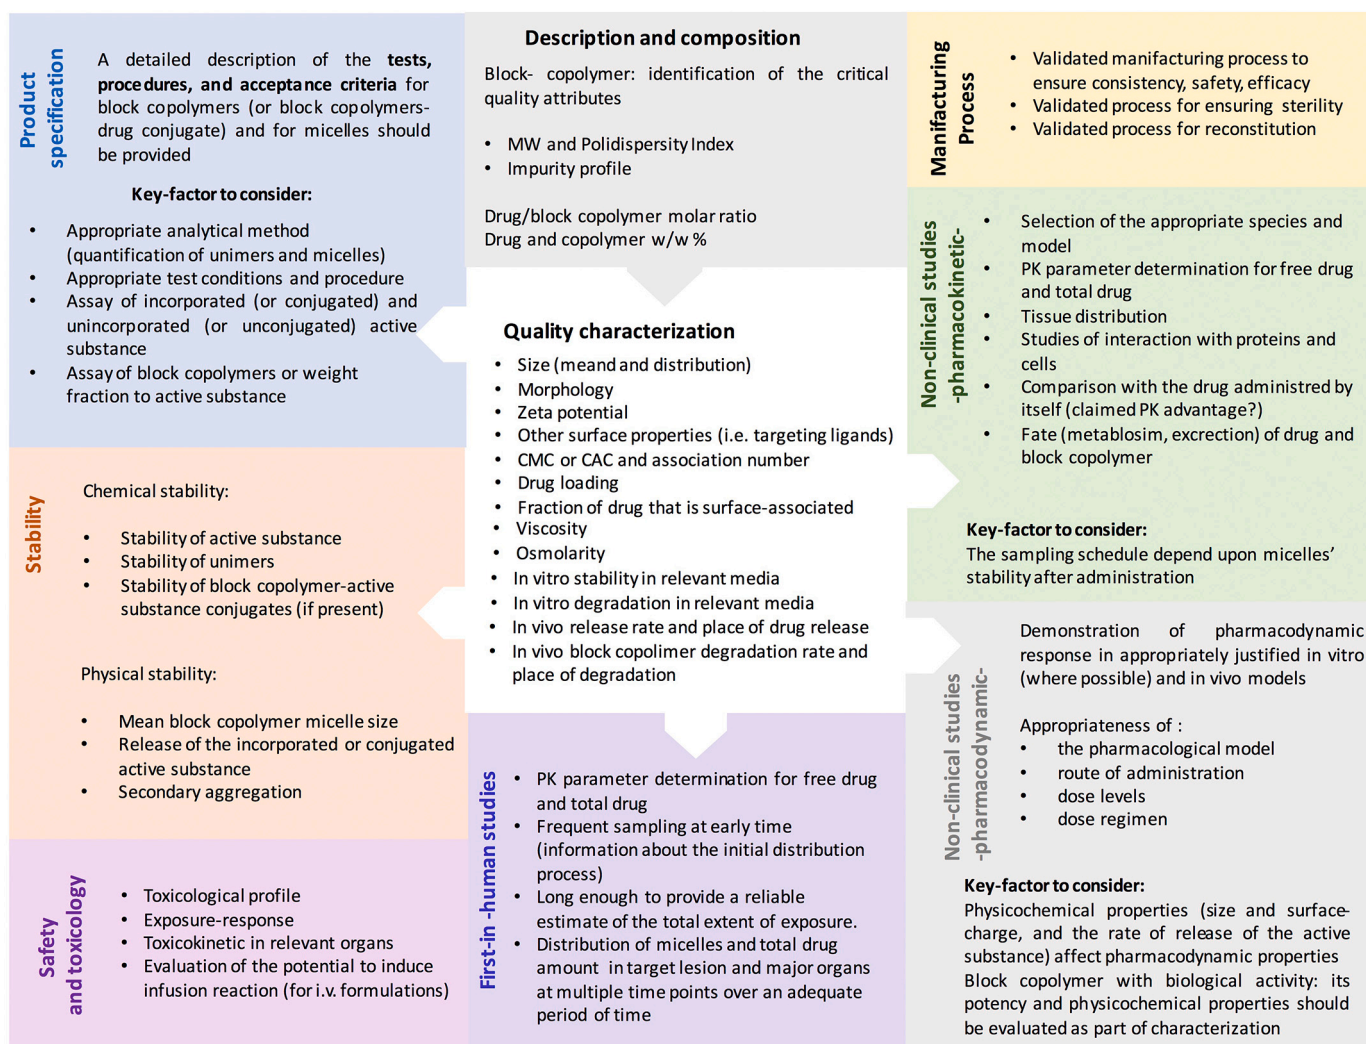 Product
specification
A detailed description of the tests,
procedures, and acceptance criteria for
block copolymers (or block copolymers-
drug conjugate) and for micelles should
be provided
Key-factor to consider:
• Appropriate analytical method
(quantification of unimers and micelles)
• Appropriate test conditions and procedure
• Assay of incorporated (or conjugated) and
unincorporated (or unconjugated) active
substance
• Assay of block copolymers or weight
fraction to active substance
Stability
Chemical stability:
• Stability of active substance
• Stability of unimers
• Stability of block copolymer-active
substance conjugates (if present)
Physical stability:
• Mean block copolymer micelle size
• Release of the incorporated or conjugated
active substance
• Secondary aggregation
Safety
and toxicology
• Toxicological profile
• Exposure-response
• Toxicokinetic in relevant organs
• Evaluation of the potential to induce
infusion reaction (for i.v. formulations)
Description and composition
Block- copolymer: identification of the critical
quality attributes
• MW and Polidispersity Index
• Impurity profile
Drug/block copolymer molar ratio
Drug and copolymer w/w %
Quality characterization
• Size (meand and distribution)
• Morphology
• Zeta potential
• Other surface properties (i.e. targeting ligands)
• CMC or CAC and association number
• Drug loading
• Fraction of drug that is surface-associated
• Viscosity
• Osmolarity
• In vitro stability in relevant media
• In vitro degradation in relevant media
• In vivo release rate and place of drug release
• In vivo block copolimer degradation rate and
place of degradation
First-in -human studies
• PK parameter determination for free drug
and total drug
• Frequent sampling at early time
(information about the initial distribution
process)
• Long enough to provide a reliable
estimate of the total extent of exposure.
• Distribution of micelles and total drug
amount in target lesion and major organs
at multiple time points over an adequate
period of time
Manifacturing
Process
• Validated manifacturing process to
ensure consistency, safety, efficacy
• Validated process for ensuring sterility
• Validated process for reconstitution
Non-clinical studies
-pharmacokinetic-
• Selection of the appropriate species and
model
• PK parameter determination for free drug
and total drug
• Tissue distribution
• Studies of interaction with proteins and
cells
• Comparison with the drug administred by
itself (claimed PK advantage?)
• Fate (metablosim, excrection) of drug and
block copolymer
Key-factor to consider:
The sampling schedule depend upon micelles’
stability after administration
Non-clinical studies
-pharmacodynamic-
Demonstration of pharmacodynamic
response in appropriately justified in vitro
(where possible) and in vivo models
Appropriateness of :
• the pharmacological model
• route of administration
• dose levels
• dose regimen
Key-factor to consider:
Physicochemical properties (size and surface-
charge, and the rate of release of the active
substance) affect pharmacodynamic properties
Block copolymer with biological activity: its
potency and physicochemical properties should
be evaluated as part of characterization